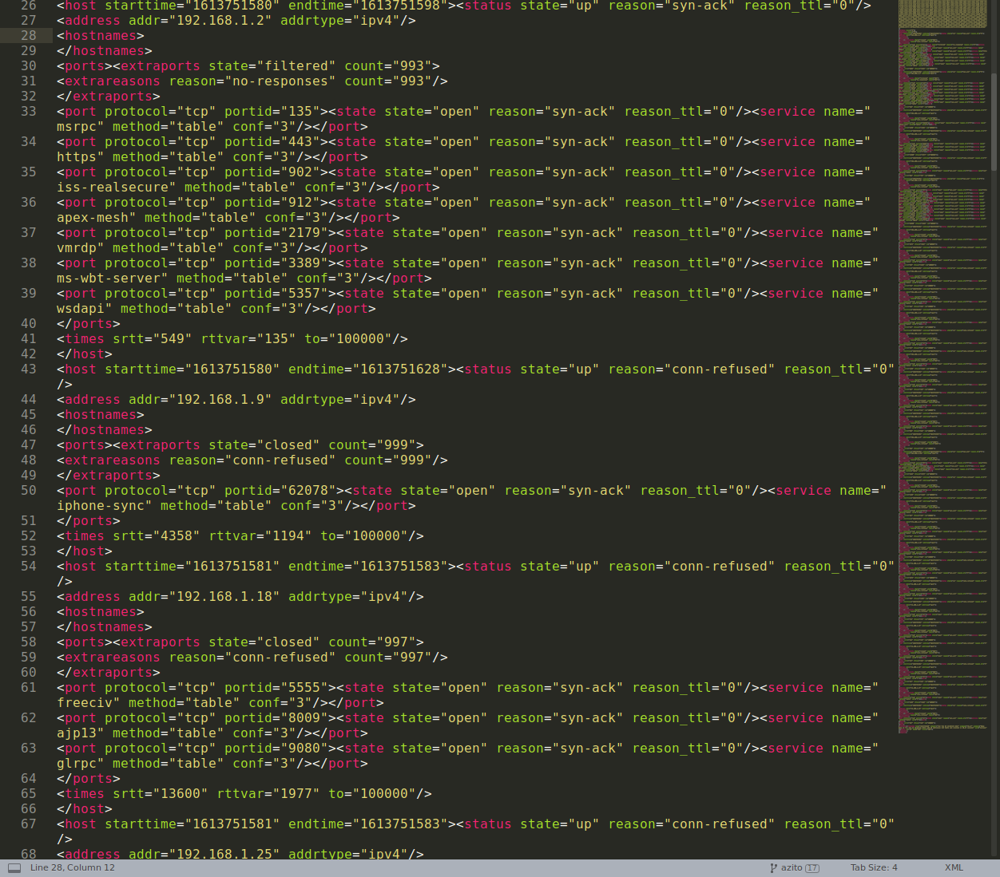 26 <host starttime="1613751580" endtime="1613751598"><status state="up" reason="syn-ack" reason_ttl="0"/>
27 <address addr="192.168.1.2" addrtype="ipv4"/>
28 <hostnames>
29 </hostnames>
30 <ports><extraports state="filtered" count="993">
31 <extrareasons reason="no-responses" count="993"/>
32 </extraports>
33 <port protocol="tcp" portid="135"><state state="open" reason="syn-ack" reason_ttl="0"/><service name="
msrpc" method="table" conf="3"/></port>
34 <port protocol="tcp" portid="443"><state state="open" reason="syn-ack" reason_ttl="0"/><service name="
https" method="table" conf="3"/></port>
35 <port protocol="tcp" portid="902"><state state="open" reason="syn-ack" reason_ttl="0"/><service name="
iss-realsecure" method="table" conf="3"/></port>
36 <port protocol="tcp" portid="912"><state state="open" reason="syn-ack" reason_ttl="0"/><service name="
apex-mesh" method="table" conf="3"/></port>
37 <port protocol="tcp" portid="2179"><state state="open" reason="syn-ack" reason_ttl="0"/><service name="
vmrdp" method="table" conf="3"/></port>
38 <port protocol="tcp" portid="3389"><state state="open" reason="syn-ack" reason_ttl="0"/><service name="
ms-wbt-server" method="table" conf="3"/></port>
39 <port protocol="tcp" portid="5357"><state state="open" reason="syn-ack" reason_ttl="0"/><service name="
wsdapi" method="table" conf="3"/></port>
40 </ports>
41 <times srtt="549" rttvar="135" to="100000"/>
42 </host>
43 <host starttime="1613751580" endtime="1613751628"><status state="up" reason="conn-refused" reason_ttl="0"
/>
44 <address addr="192.168.1.9" addrtype="ipv4"/>
45 <hostnames>
46 </hostnames>
47 <ports><extraports state="closed" count="999">
48 <extrareasons reason="conn-refused" count="999"/>
49 </extraports>
50 <port protocol="tcp" portid="62078"><state state="open" reason="syn-ack" reason_ttl="0"/><service name="
iphone-sync" method="table" conf="3"/></port>
51 </ports>
52 <times srtt="4358" rttvar="1194" to="100000"/>
53 </host>
54 <host starttime="1613751581" endtime="1613751583"><status state="up" reason="conn-refused" reason_ttl="0"
/>
55 <address addr="192.168.1.18" addrtype="ipv4"/>
56 <hostnames>
57 </hostnames>
58 <ports><extraports state="closed" count="997">
59 <extrareasons reason="conn-refused" count="997"/>
60 </extraports>
61 <port protocol="tcp" portid="5555"><state state="open" reason="syn-ack" reason_ttl="0"/><service name="
freeciv" method="table" conf="3"/></port>
62 <port protocol="tcp" portid="8009"><state state="open" reason="syn-ack" reason_ttl="0"/><service name="
ajp13" method="table" conf="3"/></port>
63 <port protocol="tcp" portid="9080"><state state="open" reason="syn-ack" reason_ttl="0"/><service name="
glrpc" method="table" conf="3"/></port>
64 </ports>
65 <times srtt="13600" rttvar="1977" to="100000"/>
66 </host>
67 <host starttime="1613751581" endtime="1613751583"><status state="up" reason="conn-refused" reason_ttl="0"
/>
68 <address addr="192.168.1.25" addrtype="ipv4"/>
Line 28, Column 12 azito 17 Tab Size: 4 XML